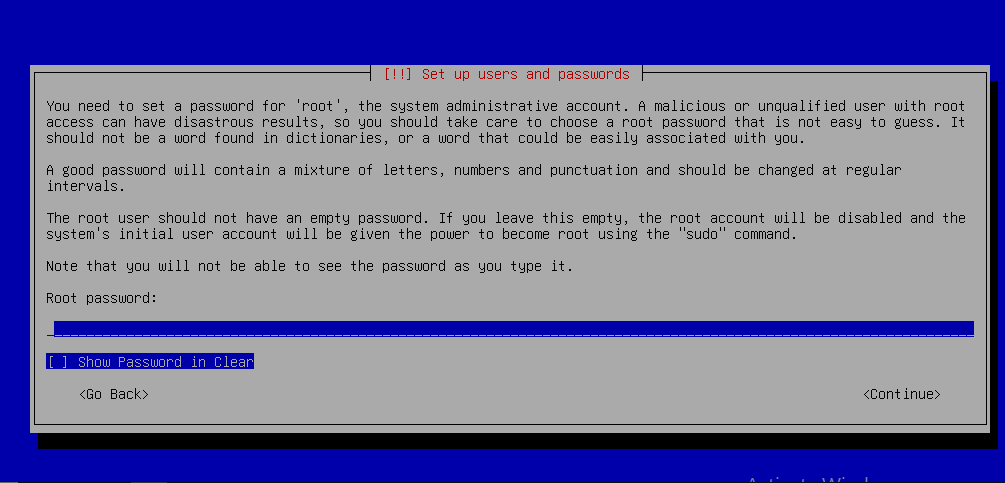 [!!] Set up users and passwords
You need to set a password for 'root', the system administrative account. A malicious or unqualified user with root
access can have disastrous results, so you should take care to choose a root password that is not easy to guess. It
should not be a word found in dictionaries, or a word that could be easily associated with you.
A good password will contain a mixture of letters, numbers and punctuation and should be changed at regular
intervals.
The root user should not have an empty password. If you leave this empty, the root account will be disabled and the
system's initial user account will be given the power to become root using the "sudo" command.
Note that you will not be able to see the password as you type it.
Root password:
[ ] Show Password in Clear
<Go Back> <Continue>